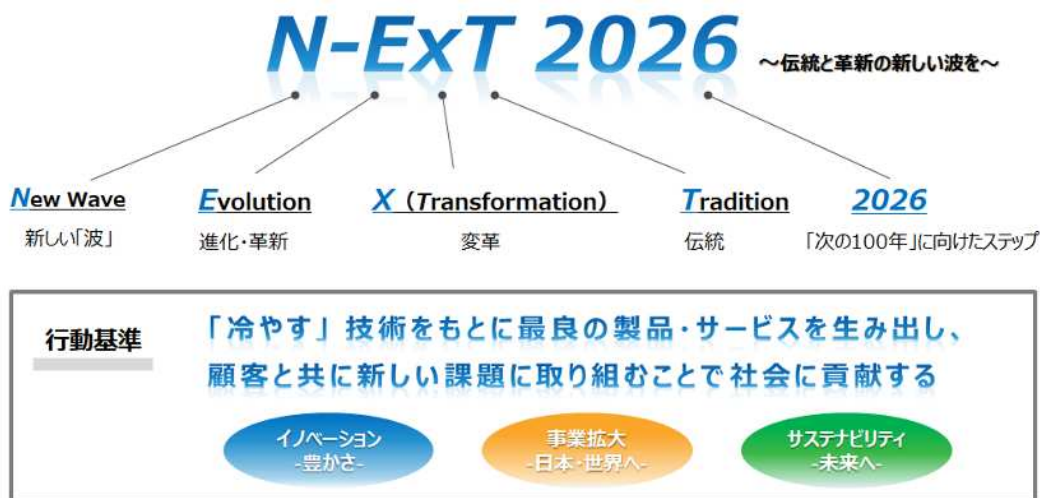 N-ExT 2026 ～伝統と革新の新しい波を～
New Wave
新しい「波」
Evolution
進化・革新
X（Transformation）
変革
Tradition
伝統
2026
「次の100年」に向けたステップ
行動基準
「冷やす」技術をもとに最良の製品・サービスを生み出し、
顧客と共に新しい課題に取り組むことで社会に貢献する
イノベーション
-豊かさ-
事業拡大
-日本・世界へ-
サステナビリティ
-未来へ-